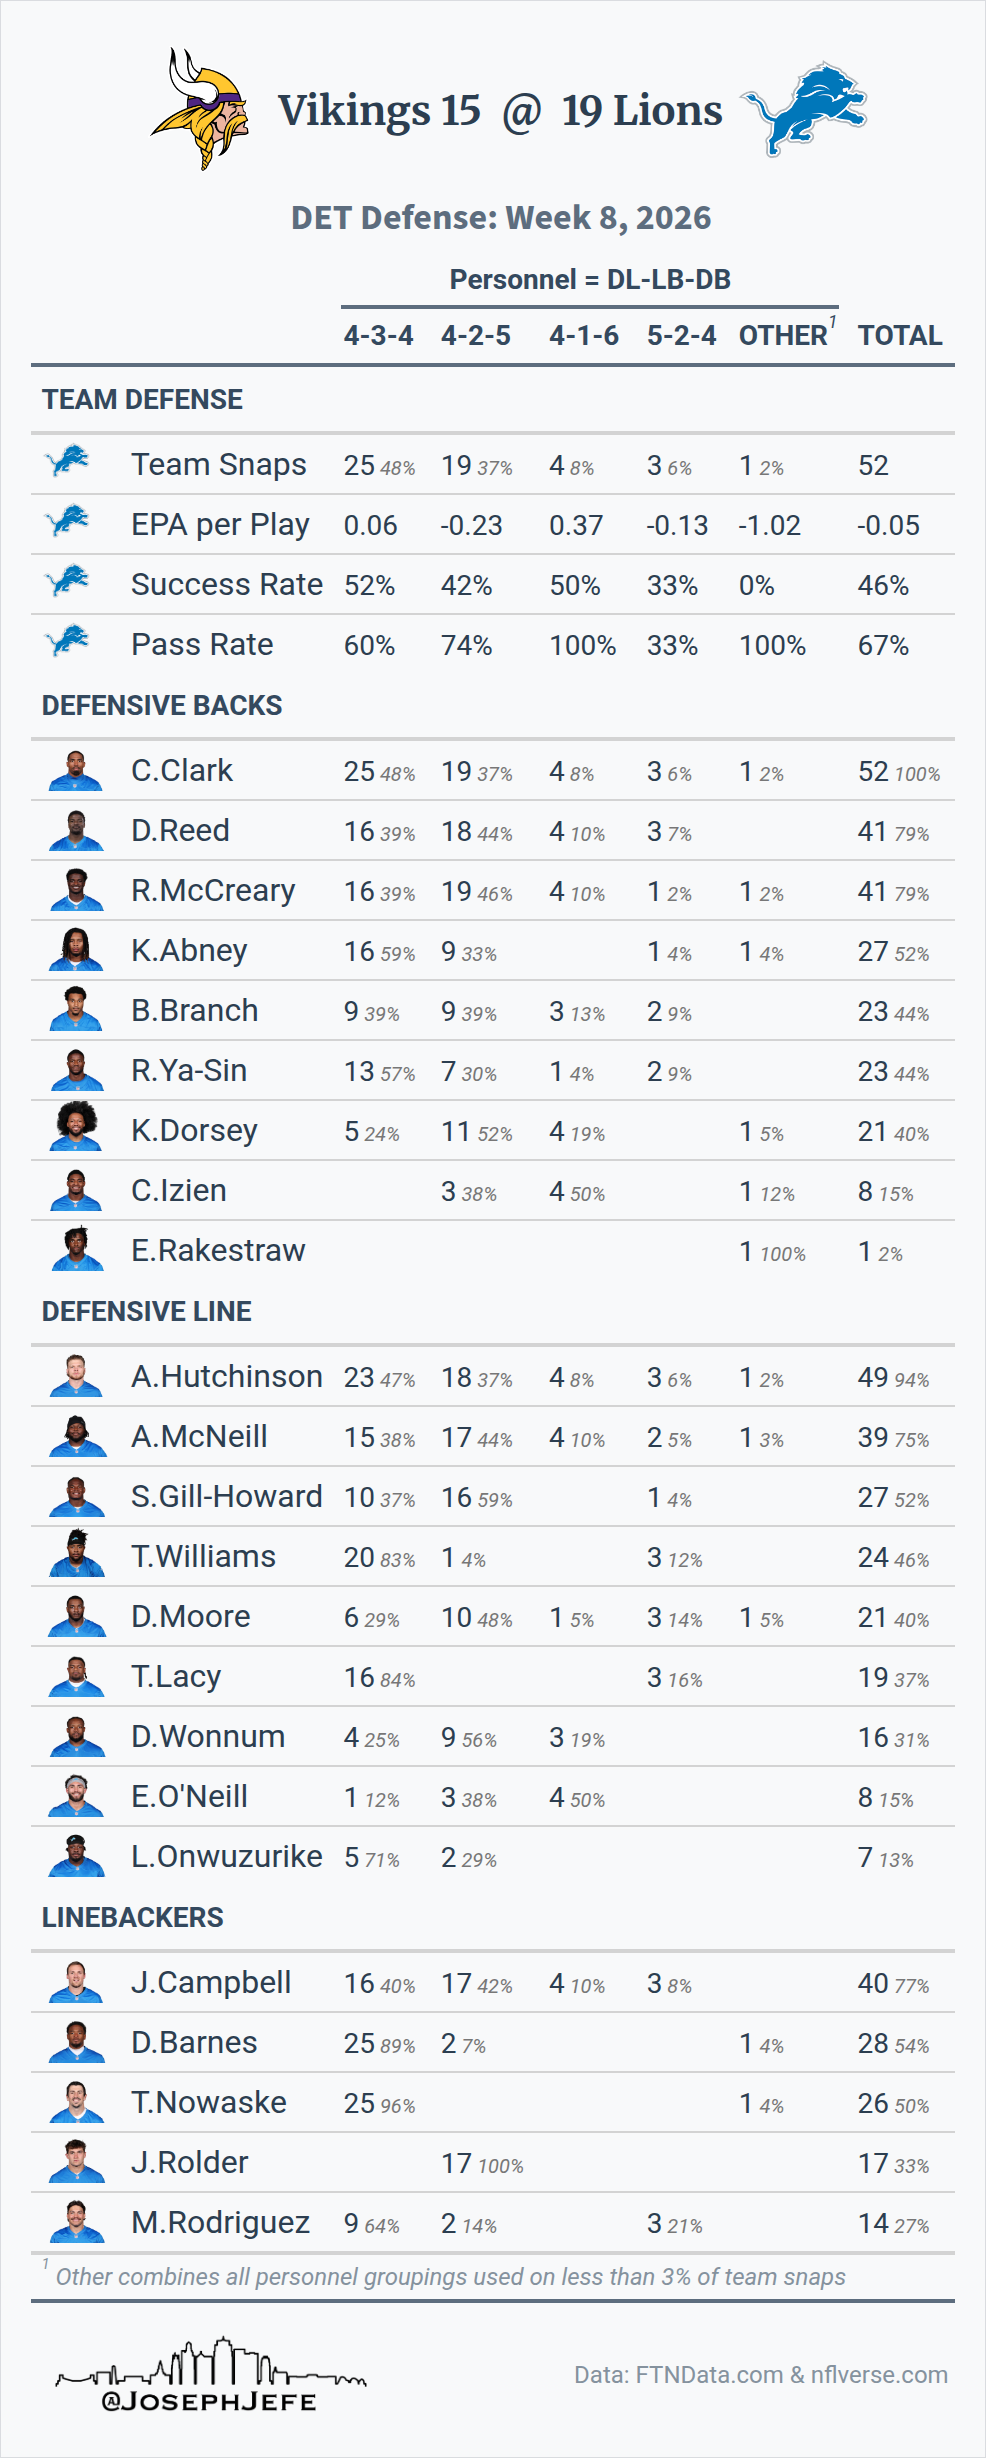 Vikings 15 @ 19 Lions
DET Defense: Week 8, 2026
Personnel = DL-LB-DB
4-3-4 4-2-5 4-1-6 5-2-4 OTHER1 TOTAL
TEAM DEFENSE
Team Snaps 25 48% 19 37% 4 8% 3 6% 1 2% 52
EPA per Play 0.06 -0.23 0.37 -0.13 -1.02 -0.05
Success Rate 52% 42% 50% 33% 0% 46%
Pass Rate 60% 74% 100% 33% 100% 67%
DEFENSIVE BACKS
C.Clark 25 48% 19 37% 4 8% 3 6% 1 2% 52 100%
D.Reed 16 39% 18 44% 4 10% 3 7% 41 79%
R.McCreary 16 39% 19 46% 4 10% 1 2% 1 2% 41 79%
K.Abney 16 59% 9 33% 1 4% 1 4% 27 52%
B.Branch 9 39% 9 39% 3 13% 2 9% 23 44%
R.Ya-Sin 13 57% 7 30% 1 4% 2 9% 23 44%
K.Dorsey 5 24% 11 52% 4 19% 1 5% 21 40%
C.Izien 3 38% 4 50% 1 12% 8 15%
E.Rakestraw 1 100% 1 2%
DEFENSIVE LINE
A.Hutchinson 23 47% 18 37% 4 8% 3 6% 1 2% 49 94%
A.McNeill 15 38% 17 44% 4 10% 2 5% 1 3% 39 75%
S.Gill-Howard 10 37% 16 59% 1 4% 27 52%
T.Williams 20 83% 1 4% 3 12% 24 46%
D.Moore 6 29% 10 48% 1 5% 3 14% 1 5% 21 40%
T.Lacy 16 84% 3 16% 19 37%
D.Wonnum 4 25% 9 56% 3 19% 16 31%
E.O'Neill 1 12% 3 38% 4 50% 8 15%
L.Onwuzurike 5 71% 2 29% 7 13%
LINEBACKERS
J.Campbell 16 40% 17 42% 4 10% 3 8% 40 77%
D.Barnes 25 89% 2 7% 1 4% 28 54%
T.Nowaske 25 96% 1 4% 26 50%
J.Rolder 17 100% 17 33%
M.Rodriguez 9 64% 2 14% 3 21% 14 27%
1 Other combines all personnel groupings used on less than 3% of team snaps
@JOSEPHJEFE
Data: FTNData.com & nflverse.com